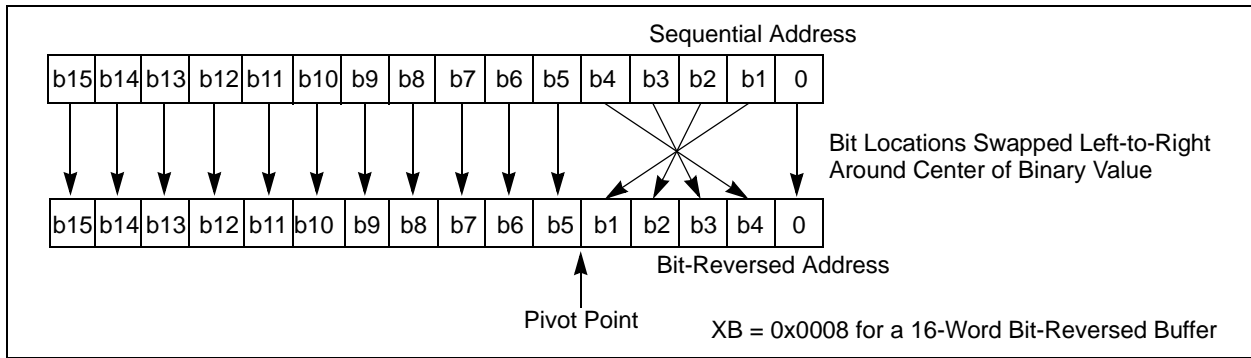 Sequential Address
b15 b14 b13 b12 b11 b10 b9 b8 b7 b6 b5 b4 b3 b2 b1 0
Bit Locations Swapped Left-to-Right
Around Center of Binary Value
b15 b14 b13 b12 b11 b10 b9 b8 b7 b6 b5 b1 b2 b3 b4 0
Bit-Reversed Address
Pivot Point
XB = 0x0008 for a 16-Word Bit-Reversed Buffer